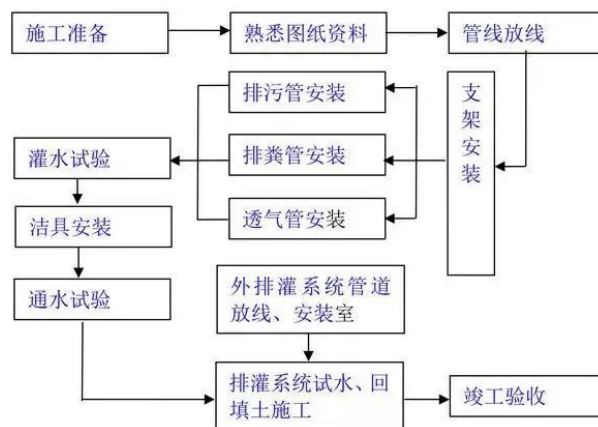 施工准备
熟悉图纸资料
管线放线
支架安装
排污管安装
排粪管安装
透气管安装
灌水试验
洁具安装
通水试验
外排灌系统管道
放线、安装室
排灌系统试水、回
填土施工
竣工验收